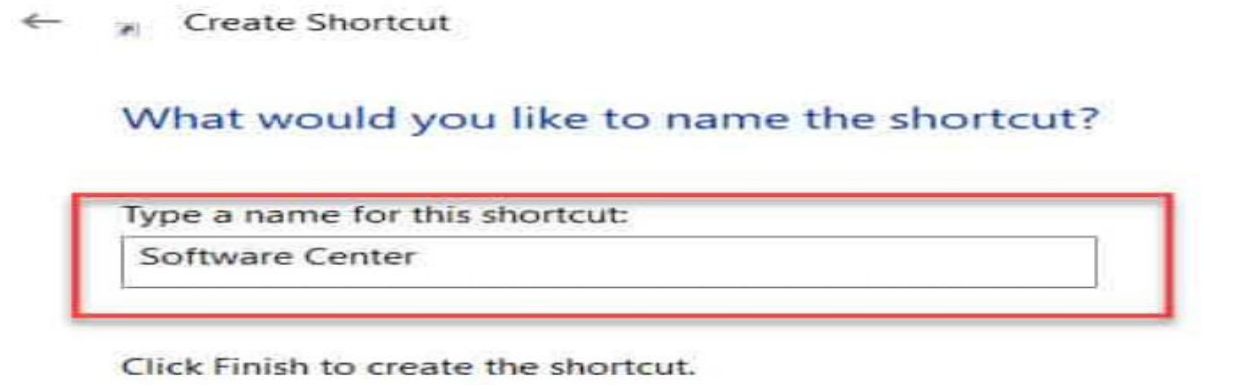 Create Shortcut
What would you like to name the shortcut?
Type a name for this shortcut:
Software Center
Click Finish to create the shortcut.